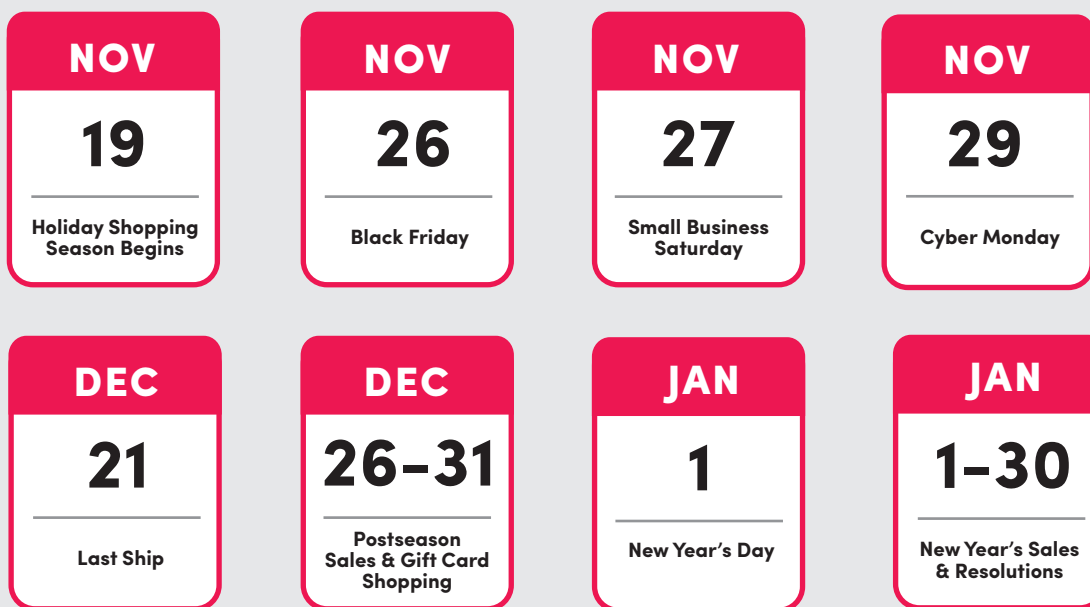 NOV
19
Holiday Shopping
Season Begins
NOV
26
Black Friday
NOV
27
Small Business
Saturday
NOV
29
Cyber Monday
DEC
21
Last Ship
DEC
26–31
Postseason
Sales & Gift Card
Shopping
JAN
1
New Year’s Day
JAN
1–30
New Year’s Sales
& Resolutions